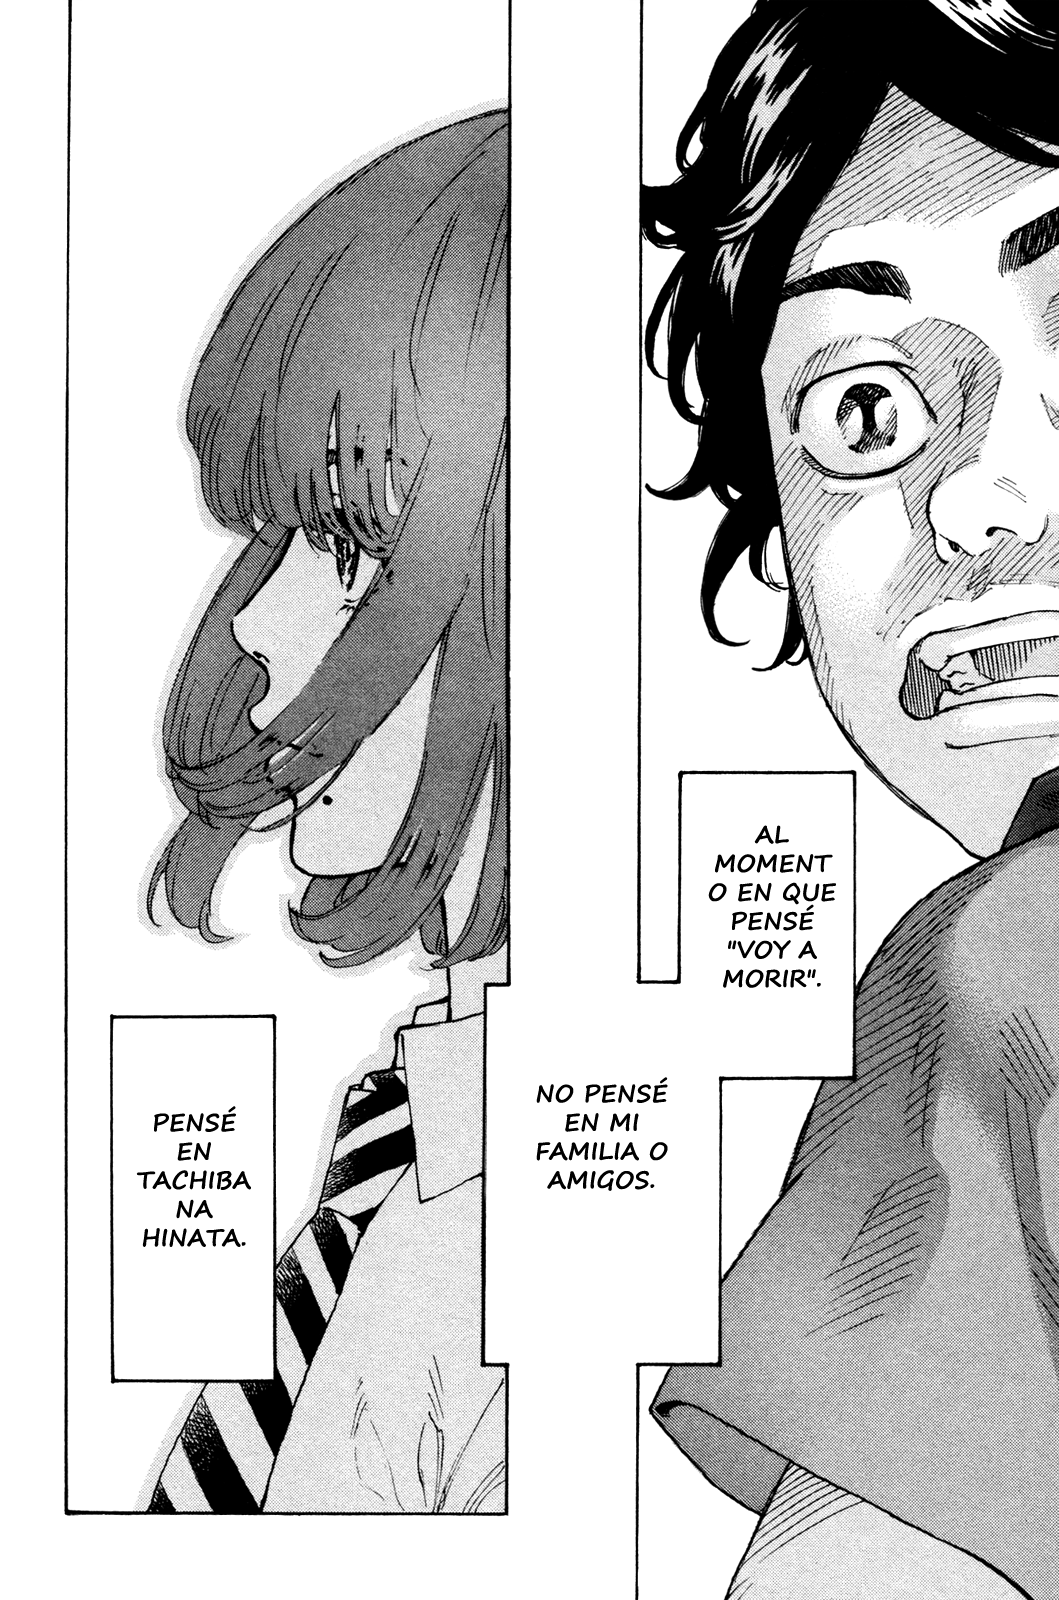 AL
MOMENT
O EN QUE
PENSÉ
"VOY A
MORIR".
NO PENSÉ
EN MI
FAMILIA O
AMIGOS.
PENSÉ
EN
TACHIBA
NA
HINATA.